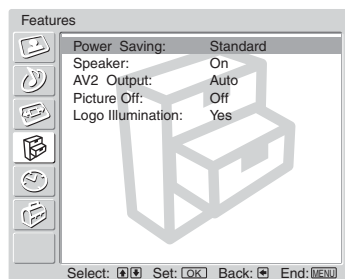 Features
Power Saving: Standard
Speaker: On
AV2 Output: Auto
Picture Off: Off
Logo Illumination: Yes
Select: Set: OK Back: End: MENU